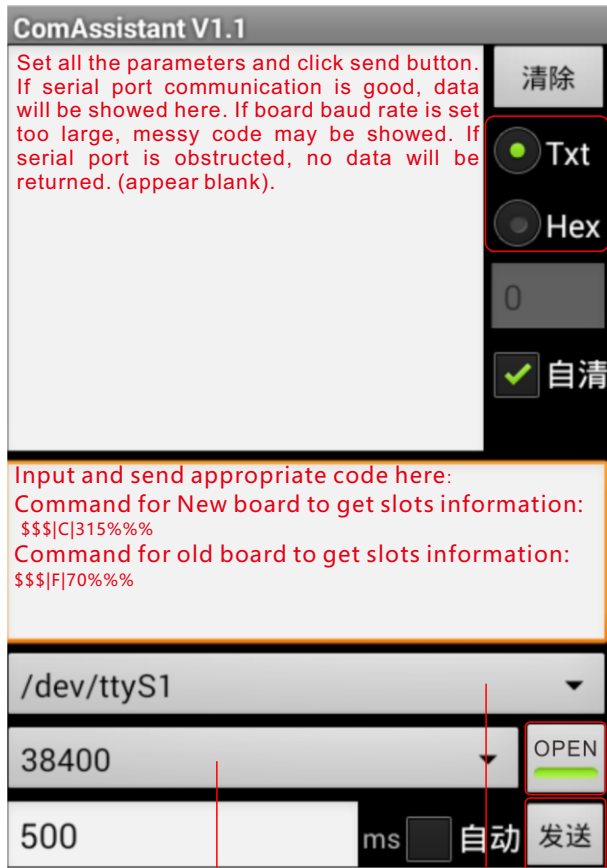 ComAssistant V1.1
Set all the parameters and click send button.
If serial port communication is good, data
will be showed here. If board baud rate is set
too large, messy code may be showed. If
serial port is obstructed, no data will be
returned. (appear blank).
清除
Txt
Hex
0
自清
Input and send appropriate code here:
Command for New board to get slots information:
$$$|C|315%%%
Command for old board to get slots information:
$$$|F|70%%%
/dev/ttyS1
38400
OPEN
500
ms
自动
发送